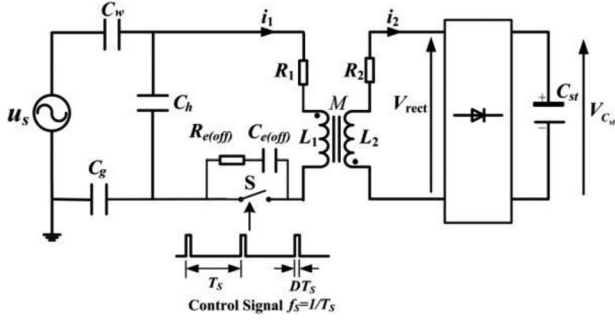 C_w
i_1
i_2
R_1
R_2
M
u_s
C_h
V_rect
C_st
+
−
V_Cst
R_e(off)
C_e(off)
L_1
L_2
C_g
S
T_S
DT_S
Control Signal f_S=1/T_S